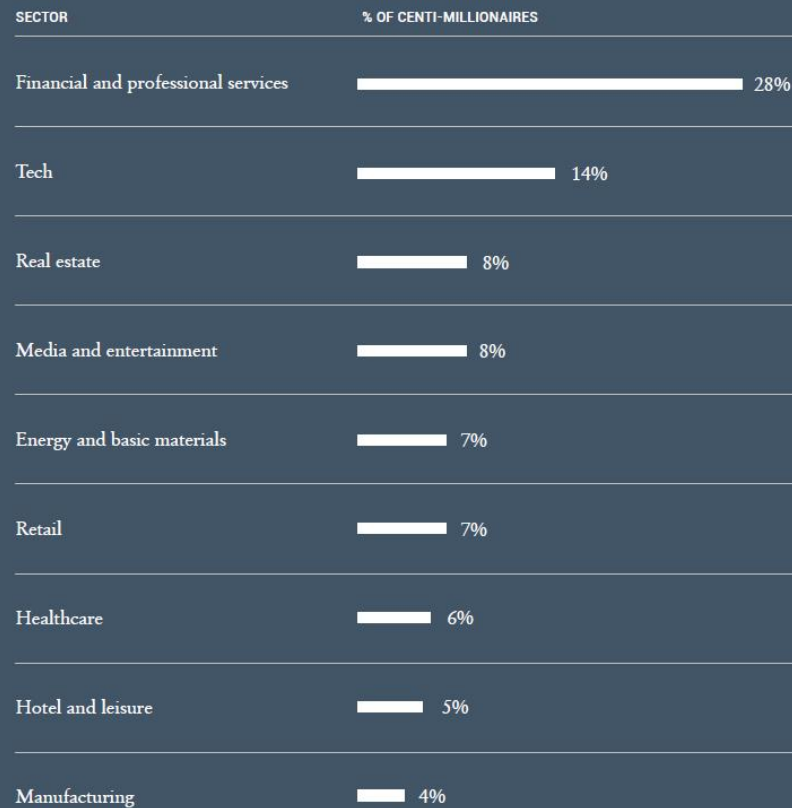 SECTOR % OF CENTI-MILLIONAIRES
Financial and professional services 28%
Tech 14%
Real estate 8%
Media and entertainment 8%
Energy and basic materials 7%
Retail 7%
Healthcare 6%
Hotel and leisure 5%
Manufacturing 4%